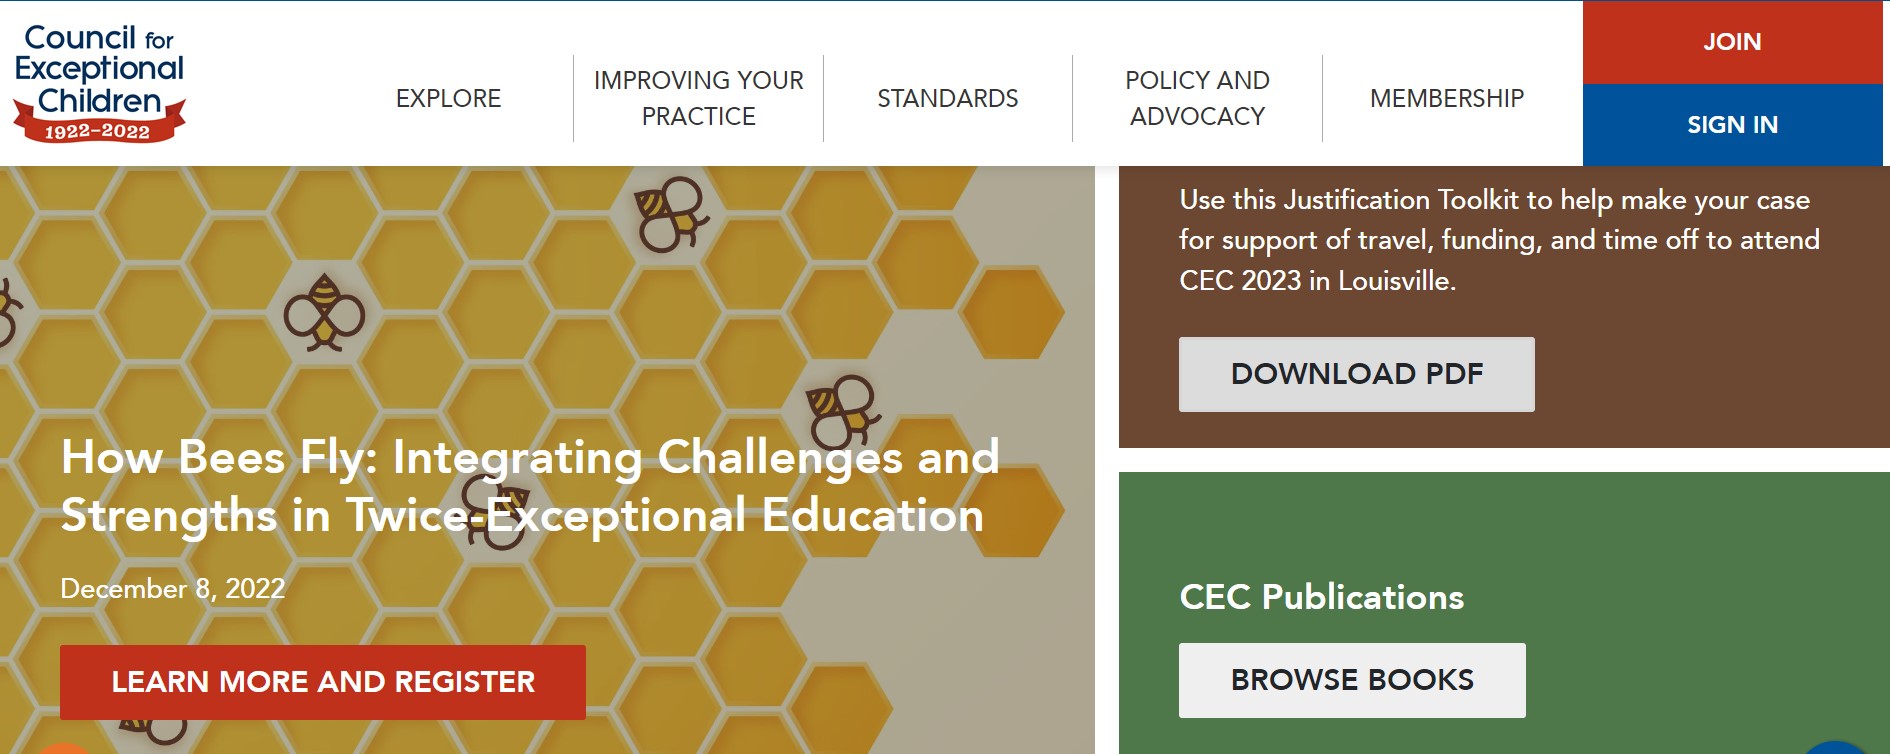 Council for
Exceptional
Children
1922-2022
EXPLORE
IMPROVING YOUR
PRACTICE
STANDARDS
POLICY AND
ADVOCACY
MEMBERSHIP
JOIN
SIGN IN
How Bees Fly: Integrating Challenges and
Strengths in Twice-Exceptional Education
December 8, 2022
LEARN MORE AND REGISTER
Use this Justification Toolkit to help make your case
for support of travel, funding, and time off to attend
CEC 2023 in Louisville.
DOWNLOAD PDF
CEC Publications
BROWSE BOOKS